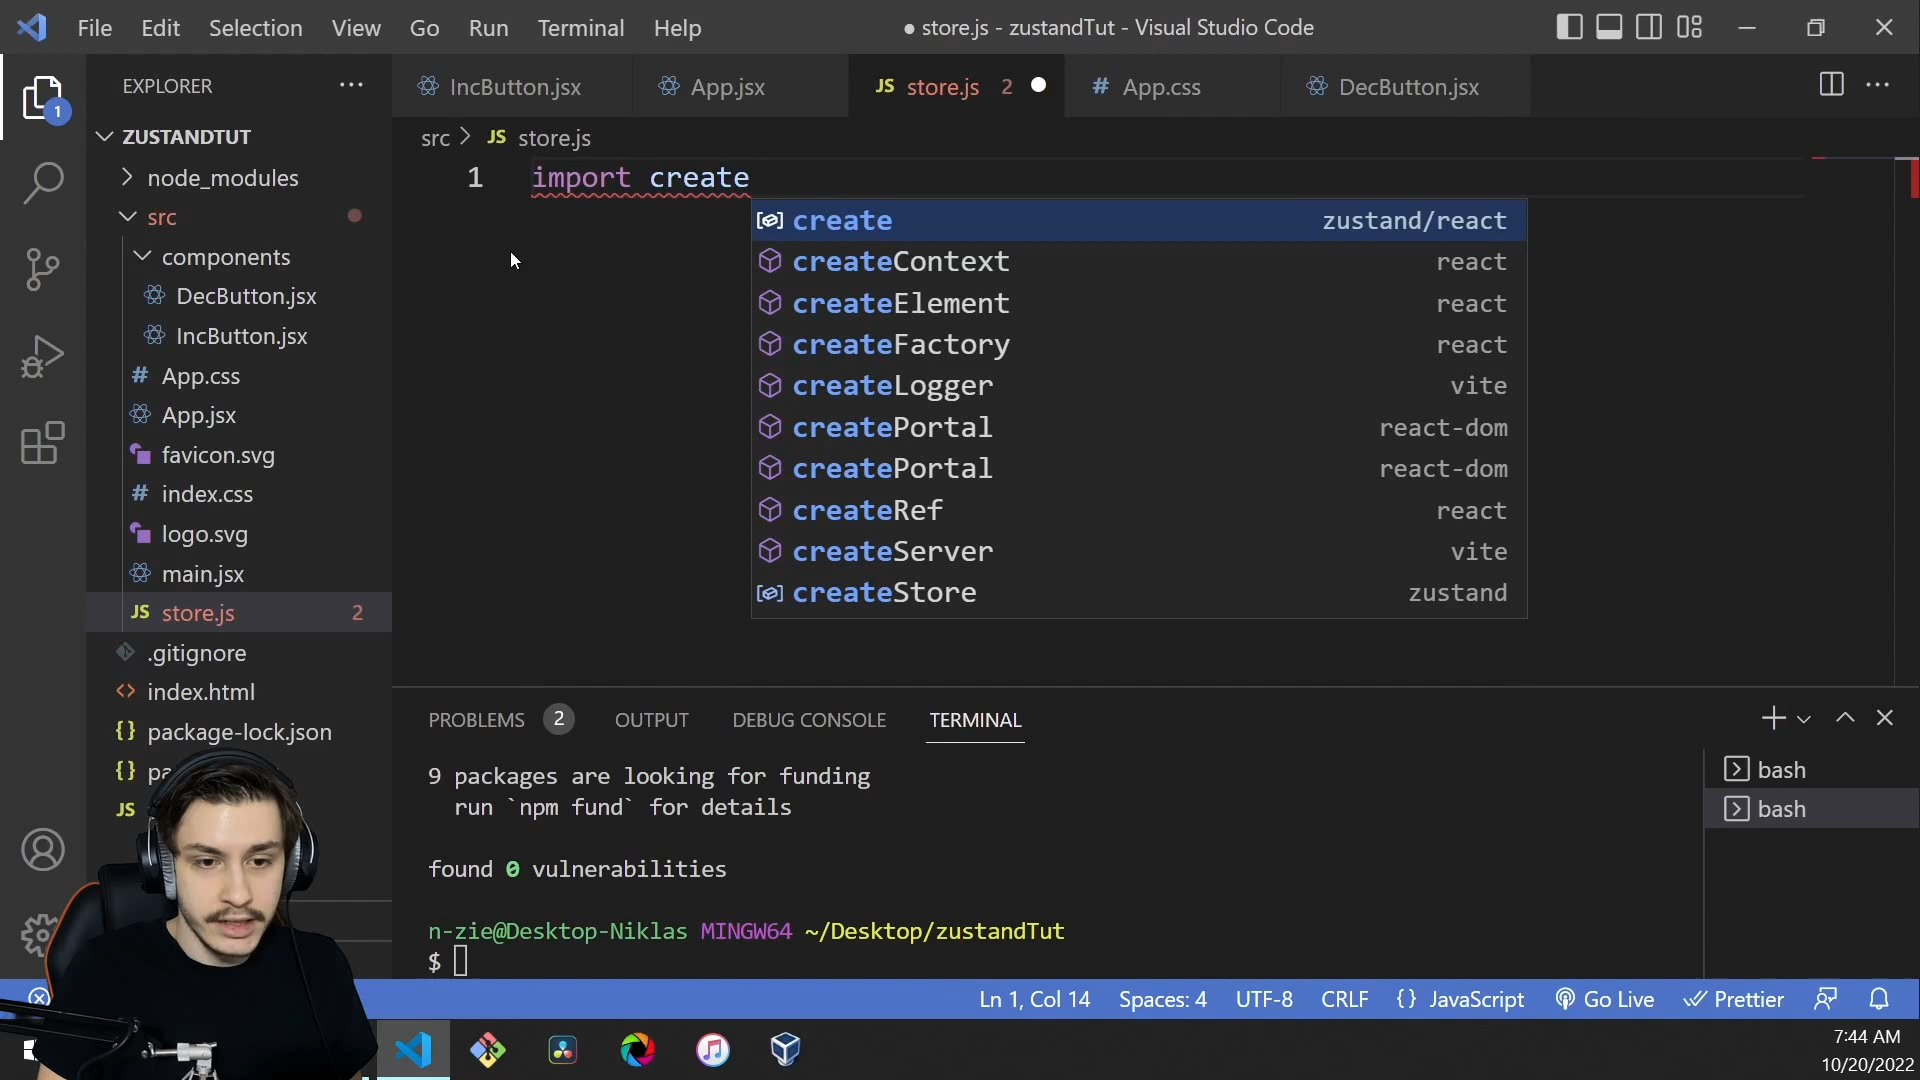 File Edit Selection View Go Run Terminal Help
● store.js - zustandTut - Visual Studio Code
1
EXPLORER
ZUSTANDTUT
node_modules
src
components
DecButton.jsx
IncButton.jsx
# App.css
App.jsx
favicon.svg
# index.css
logo.svg
main.jsx
JS store.js 2
.gitignore
<> index.html
{} package-lock.json
{} pa
JS
IncButton.jsx
App.jsx
JS store.js 2
# App.css
DecButton.jsx
src > JS store.js
1 import create
create zustand/react
createContext react
createElement react
createFactory react
createLogger vite
createPortal react-dom
createPortal react-dom
createRef react
createServer vite
createStore zustand
PROBLEMS 2 OUTPUT DEBUG CONSOLE TERMINAL
9 packages are looking for funding
run `npm fund` for details
found 0 vulnerabilities
n-zie@Desktop-Niklas MINGW64 ~/Desktop/zustandTut
$
bash
bash
Ln 1, Col 14 Spaces: 4 UTF-8 CRLF {} JavaScript Go Live Prettier
7:44 AM
10/20/2022